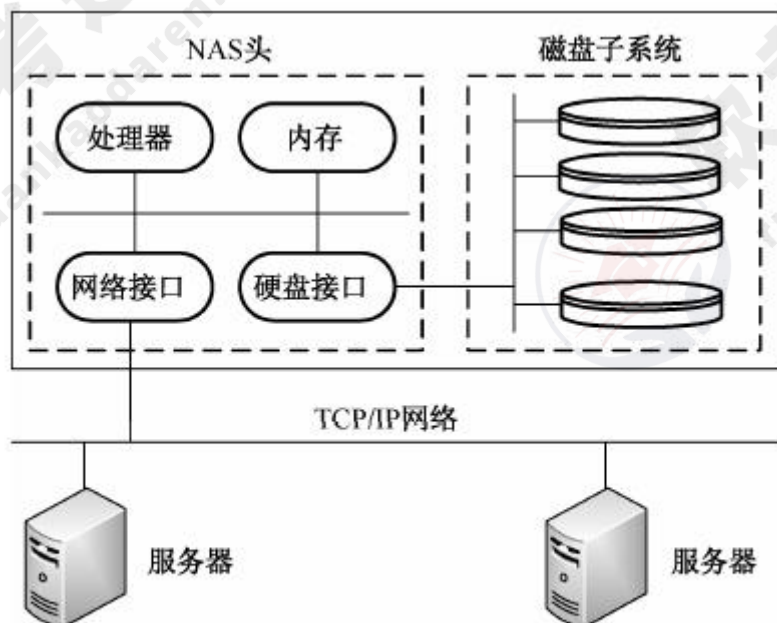 NAS头
磁盘子系统
处理器
内存
网络接口
硬盘接口
TCP/IP网络
服务器
服务器